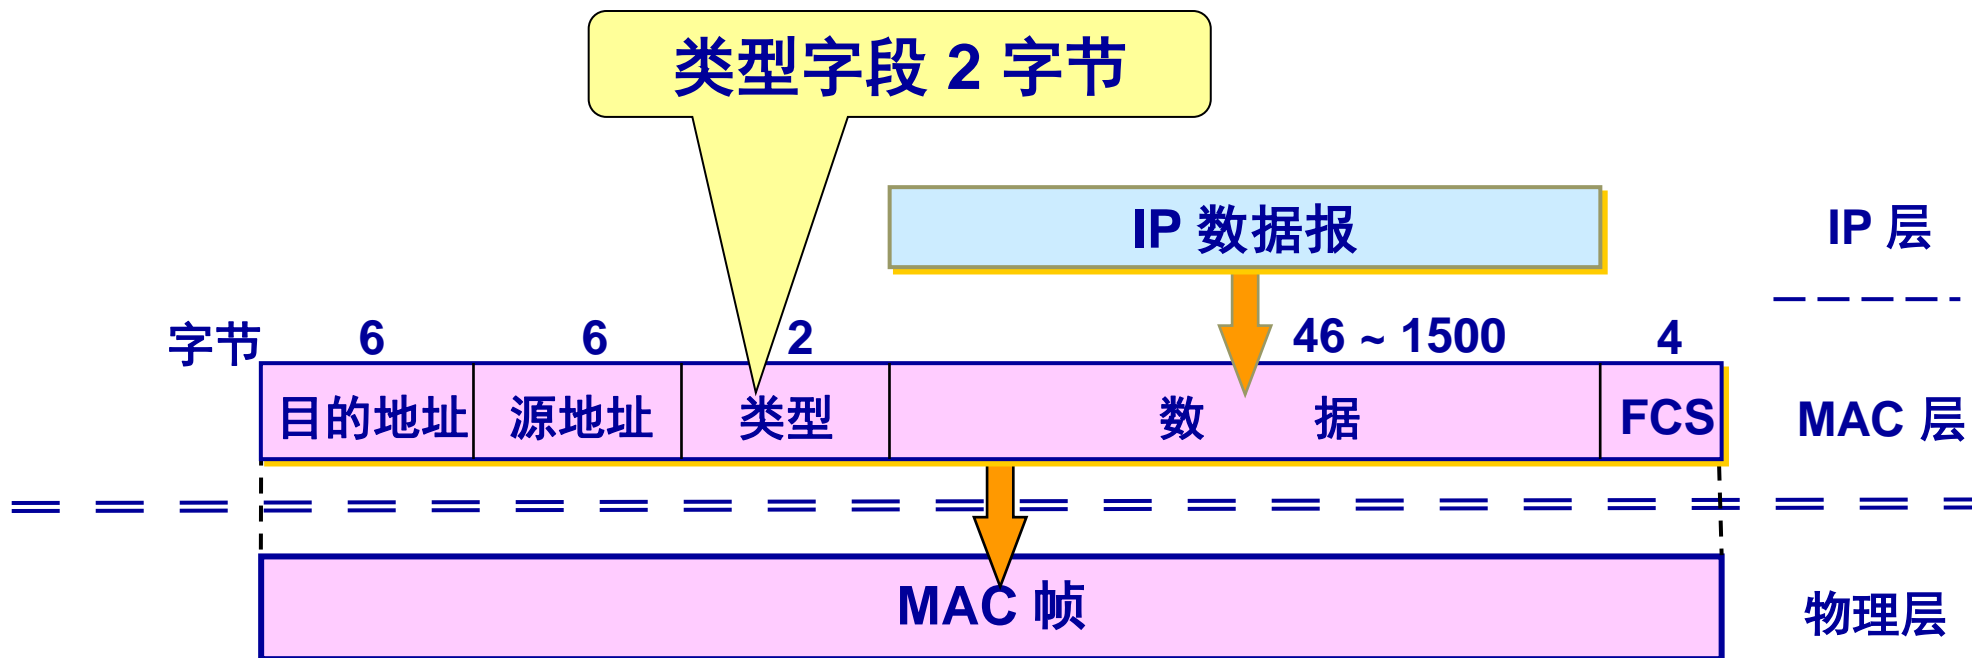 类型字段 2 字节
IP 数据报
IP 层
字节 6 6 2 46 ~ 1500 4
目的地址 源地址 类型 数 据 FCS MAC 层
MAC 帧
物理层